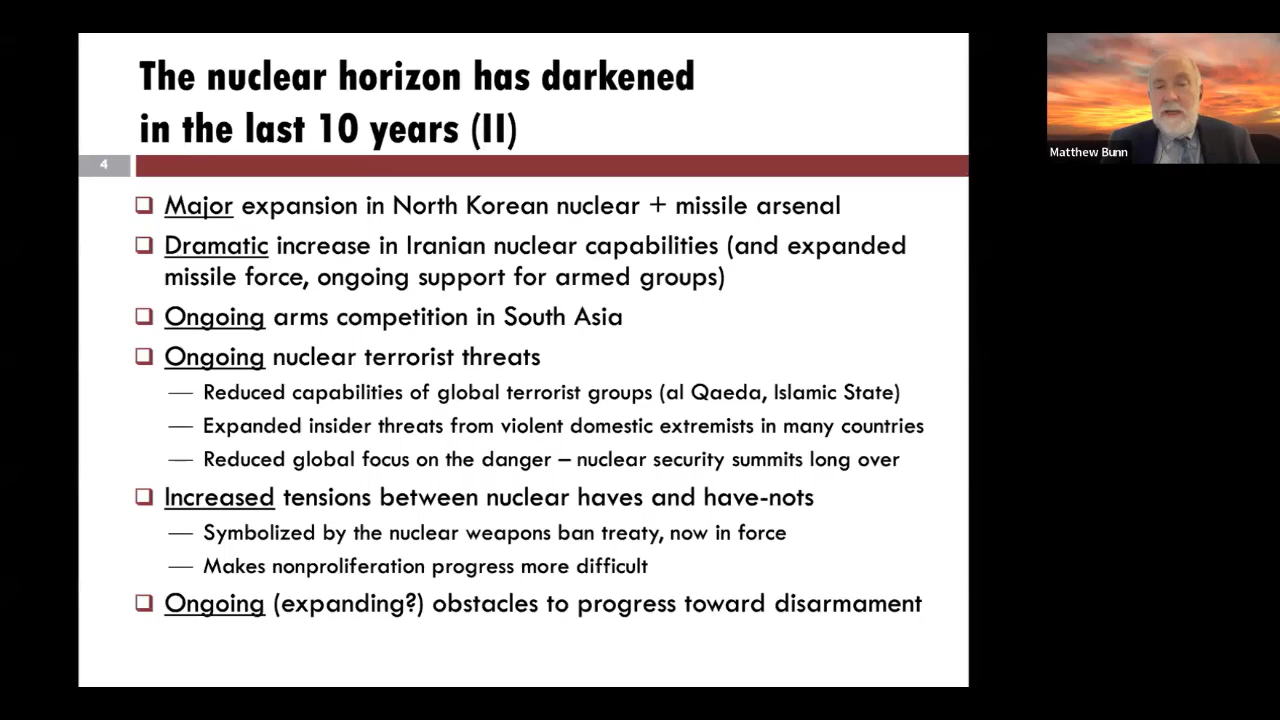 The nuclear horizon has darkened
in the last 10 years (II)
4
Major expansion in North Korean nuclear + missile arsenal
Dramatic increase in Iranian nuclear capabilities (and expanded
missile force, ongoing support for armed groups)
Ongoing arms competition in South Asia
Ongoing nuclear terrorist threats
— Reduced capabilities of global terrorist groups (al Qaeda, Islamic State)
— Expanded insider threats from violent domestic extremists in many countries
— Reduced global focus on the danger – nuclear security summits long over
Increased tensions between nuclear haves and have-nots
— Symbolized by the nuclear weapons ban treaty, now in force
— Makes nonproliferation progress more difficult
Ongoing (expanding?) obstacles to progress toward disarmament
Matthew Bunn